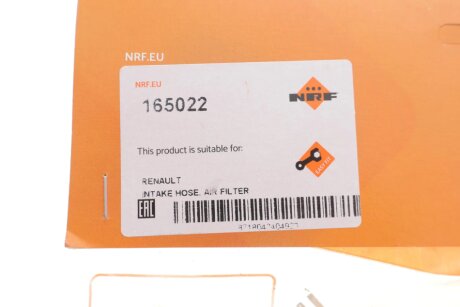 NRF.EU
NRF.EU
165022
NRF
This product is suitable for:
EASY FIT
RENAULT
INTAKE HOSE, AIR FILTER
EAC